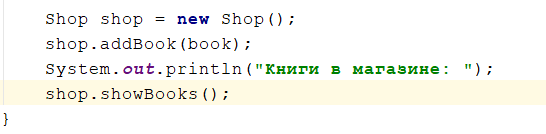 Shop shop = new Shop();
shop.addBook(book);
System.out.println("Книги в магазине: ");
shop.showBooks();
}